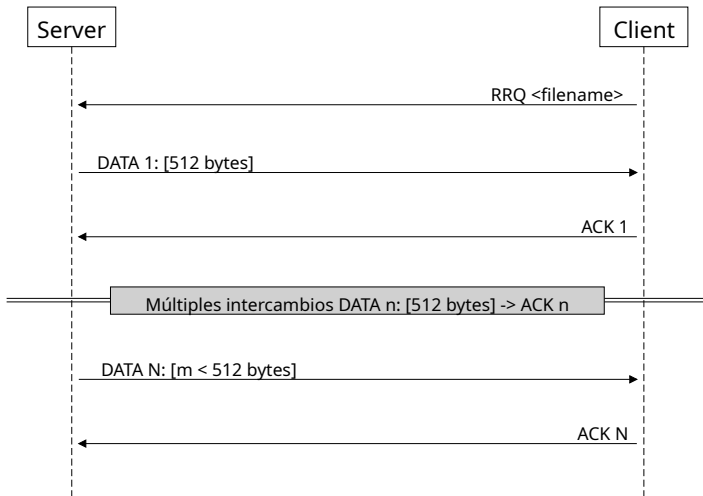 Server
Client
RRQ <filename>
DATA 1: [512 bytes]
ACK 1
Múltiples intercambios DATA n: [512 bytes] -> ACK n
DATA N: [m < 512 bytes]
ACK N